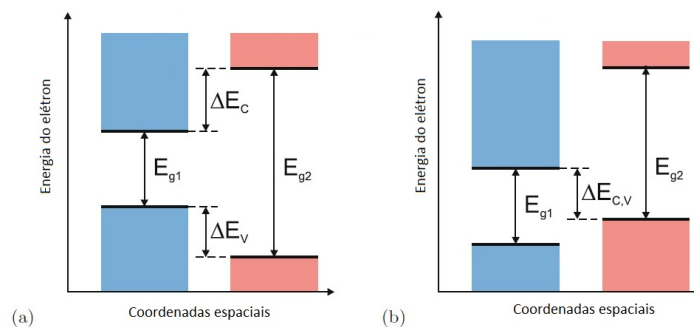 Energia do elétron
ΔE_C
E_g1
E_g2
ΔE_V
(a)
Coordenadas espaciais
Energia do elétron
E_g1
ΔE_C,V
E_g2
(b)
Coordenadas espaciais